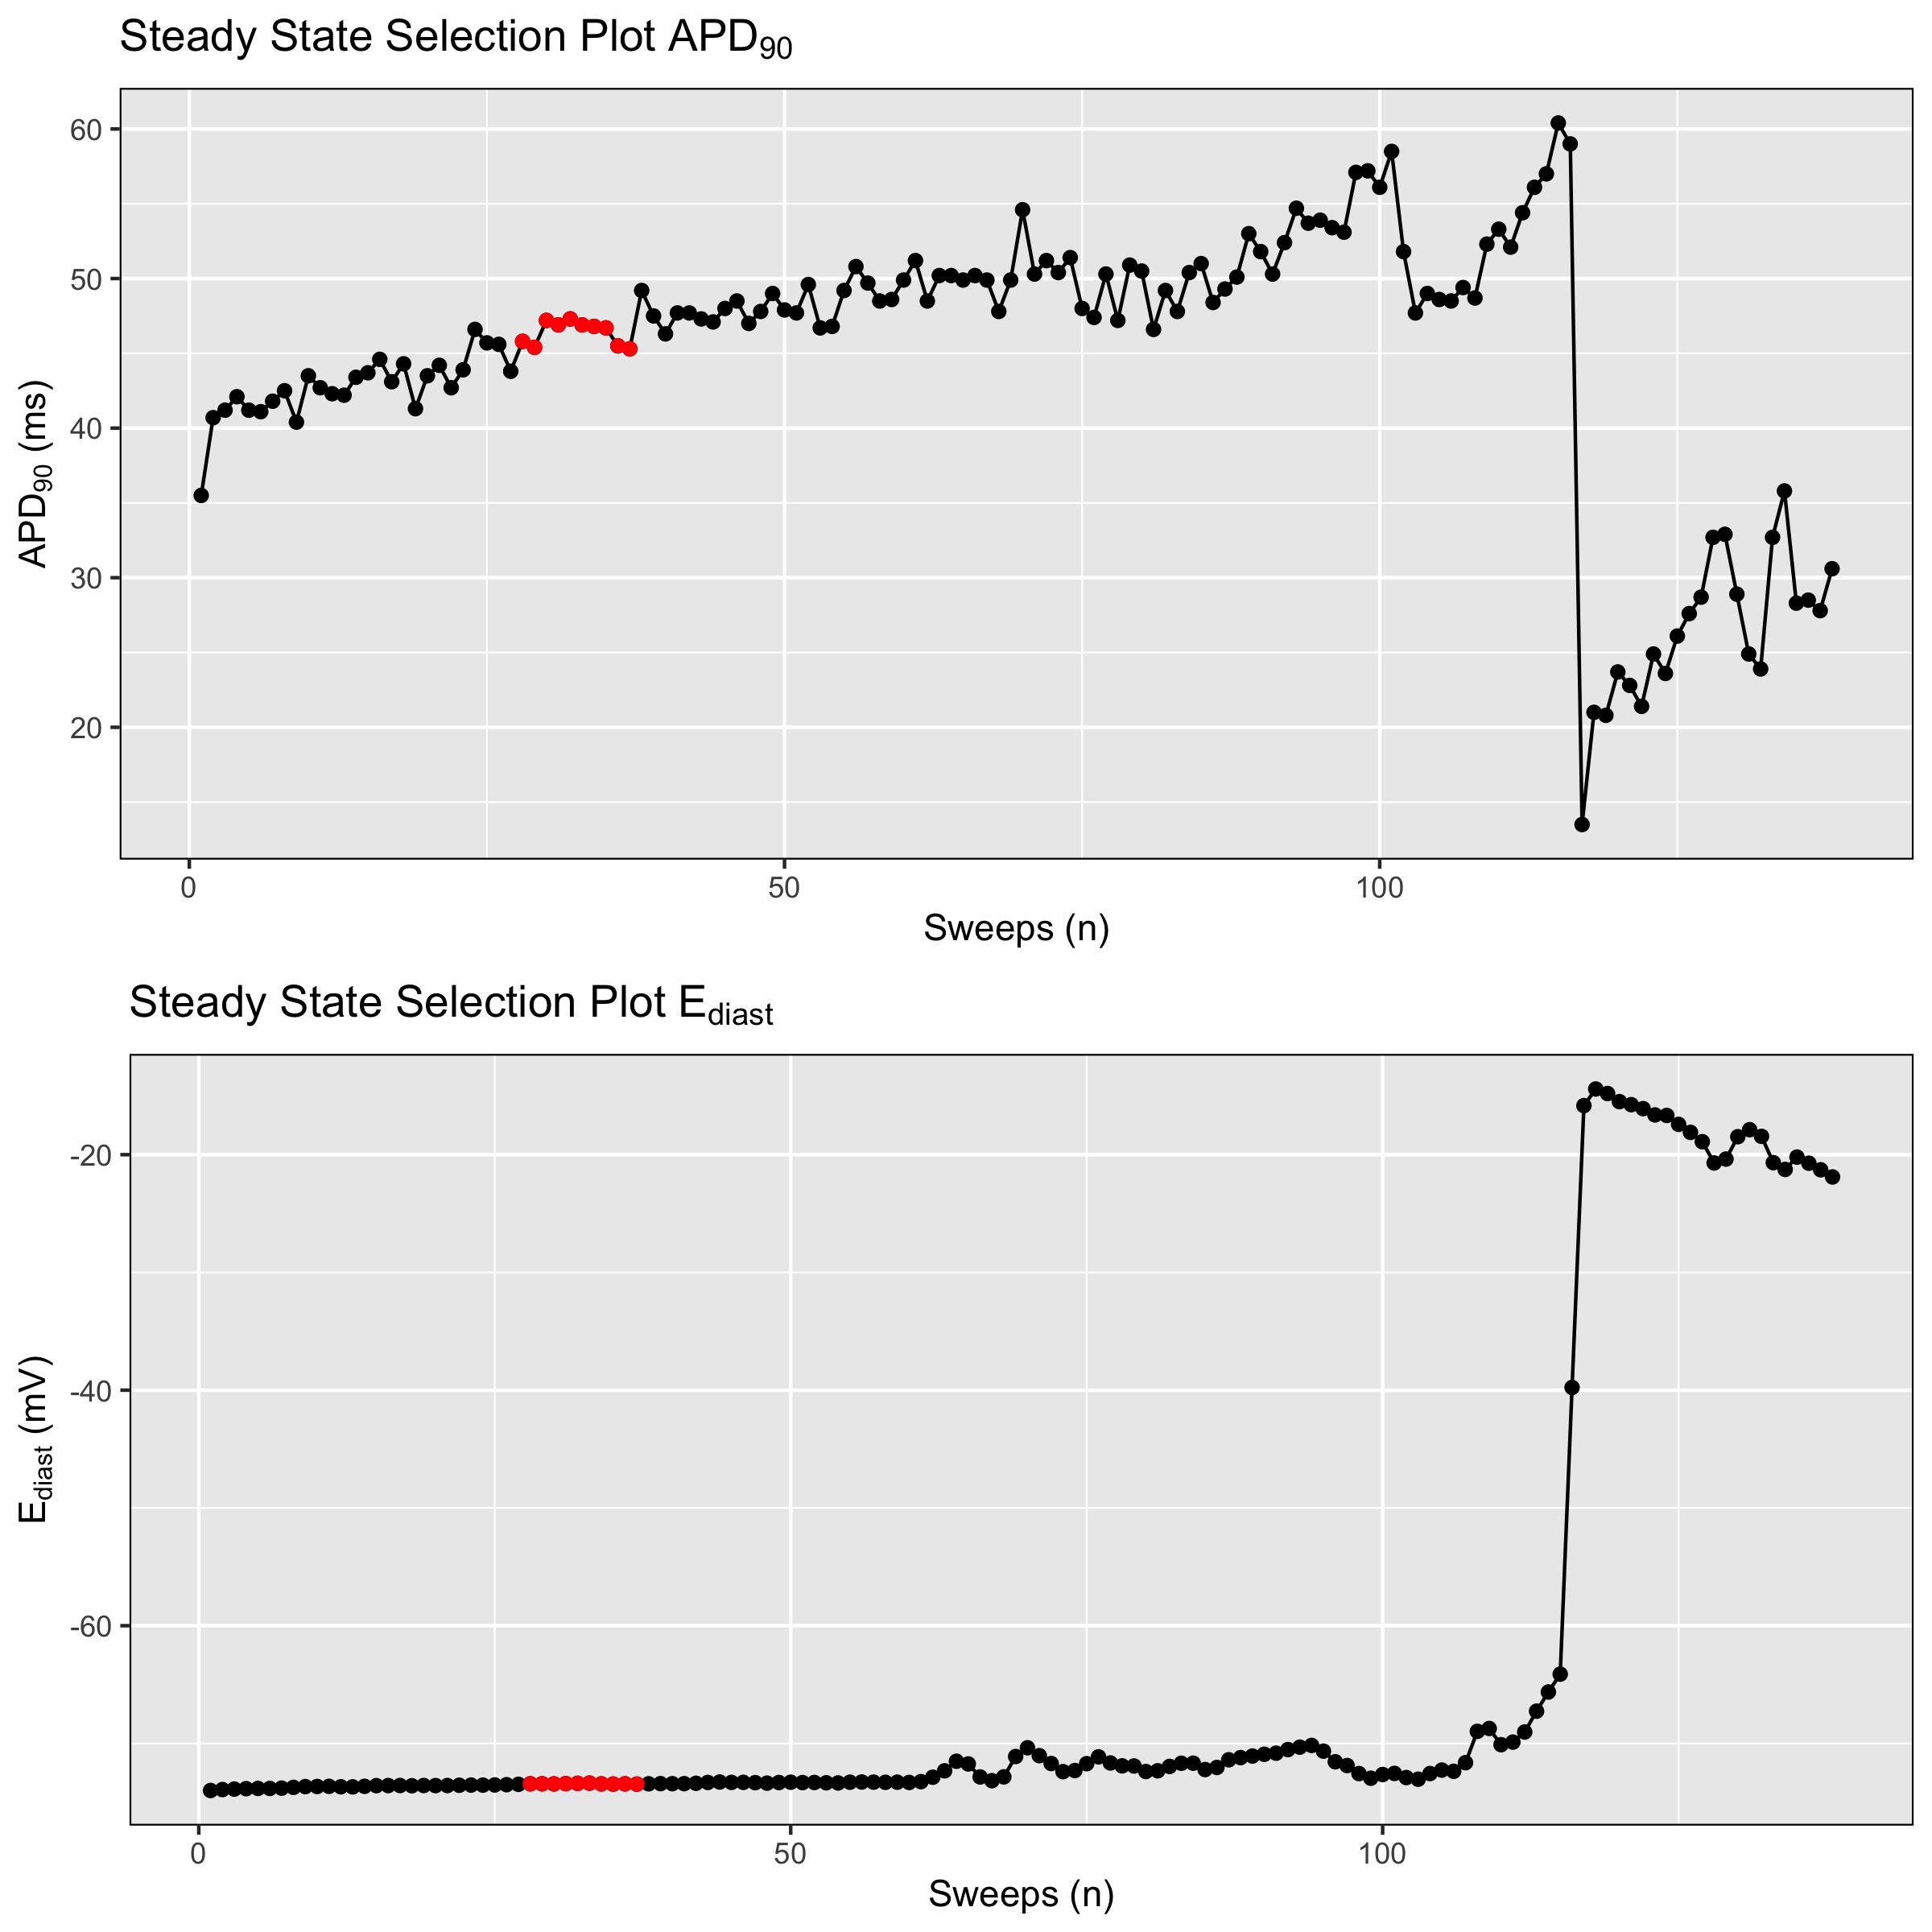 Steady State Selection Plot APD90
60
50
40
30
20
APD90 (ms)
0 50 100
Sweeps (n)
Steady State Selection Plot Ediast
-20
-40
-60
Ediast (mV)
0 50 100
Sweeps (n)